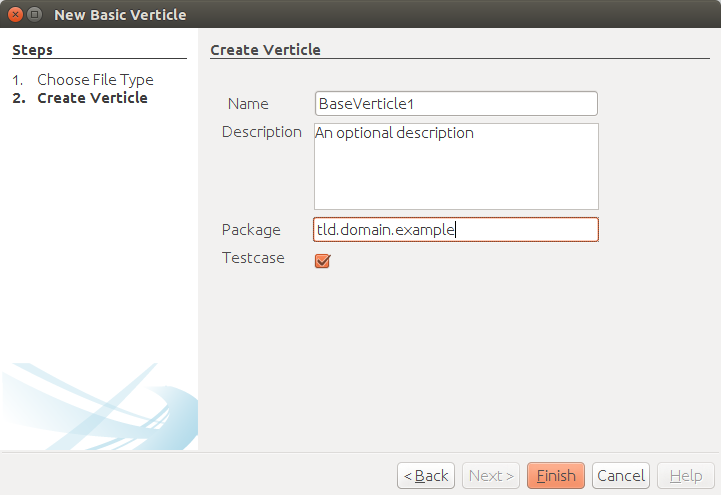 New Basic Verticle
Steps
1. Choose File Type
2. Create Verticle
Create Verticle
Name BaseVerticle1
Description An optional description
Package tld.domain.example
Testcase
< Back Next > Finish Cancel Help